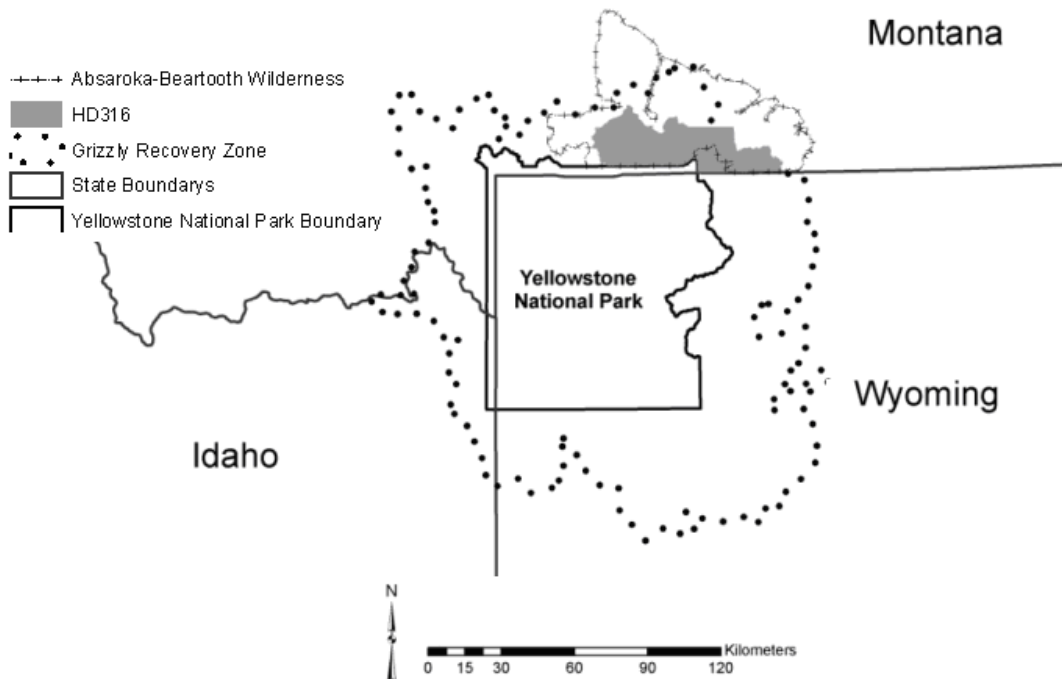 Montana
Absaroka-Beartooth Wilderness
HD316
Grizzly Recovery Zone
State Boundarys
Yellowstone National Park Boundary
Yellowstone
National Park
Wyoming
Idaho
N
Kilometers
0 15 30 60 90 120